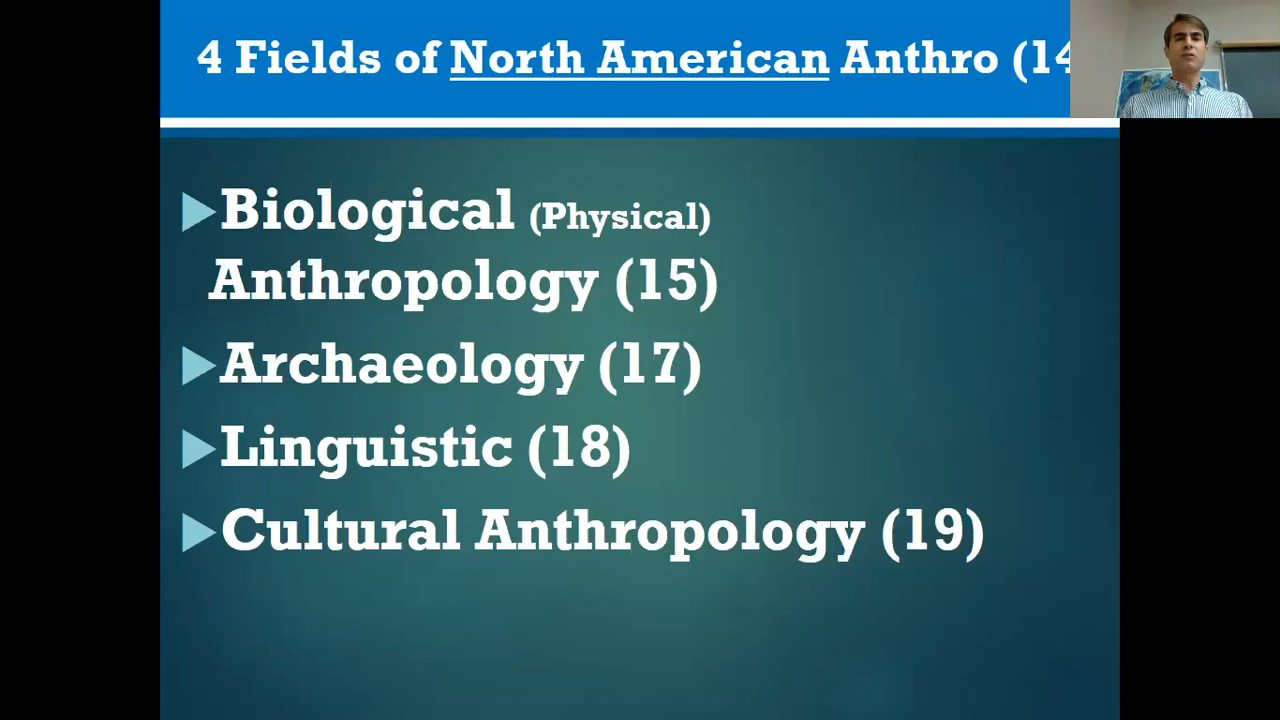 4 Fields of North American Anthro (14
Biological (Physical)
Anthropology (15)
Archaeology (17)
Linguistic (18)
Cultural Anthropology (19)